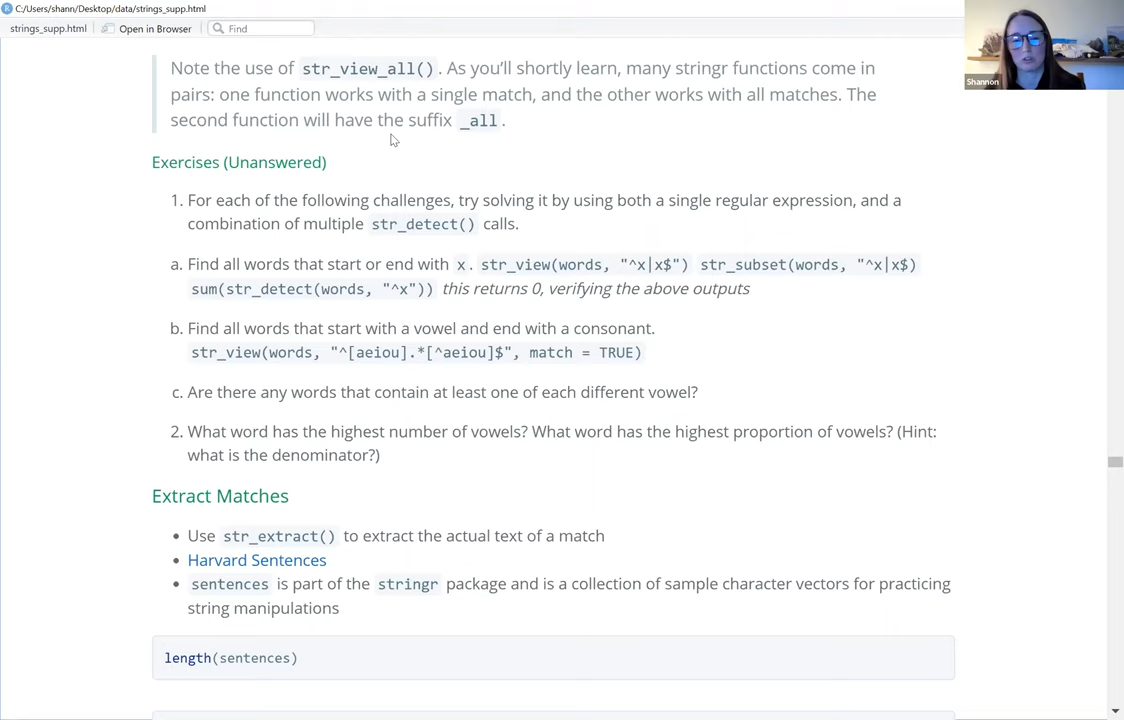 C:/Users/shann/Desktop/data/strings_supp.html
strings_supp.html Open in Browser Find
Shannon
Note the use of str_view_all(). As you'll shortly learn, many stringr functions come in
pairs: one function works with a single match, and the other works with all matches. The
second function will have the suffix _all.
Exercises (Unanswered)
1. For each of the following challenges, try solving it by using both a single regular expression, and a
combination of multiple str_detect() calls.
a. Find all words that start or end with x. str_view(words, "^x|x$") str_subset(words, "^x|x$)
sum(str_detect(words, "^x")) this returns 0, verifying the above outputs
b. Find all words that start with a vowel and end with a consonant.
str_view(words, "^[aeiou].*[^aeiou]$", match = TRUE)
c. Are there any words that contain at least one of each different vowel?
2. What word has the highest number of vowels? What word has the highest proportion of vowels? (Hint:
what is the denominator?)
Extract Matches
• Use str_extract() to extract the actual text of a match
• Harvard Sentences
• sentences is part of the stringr package and is a collection of sample character vectors for practicing
string manipulations
length(sentences)